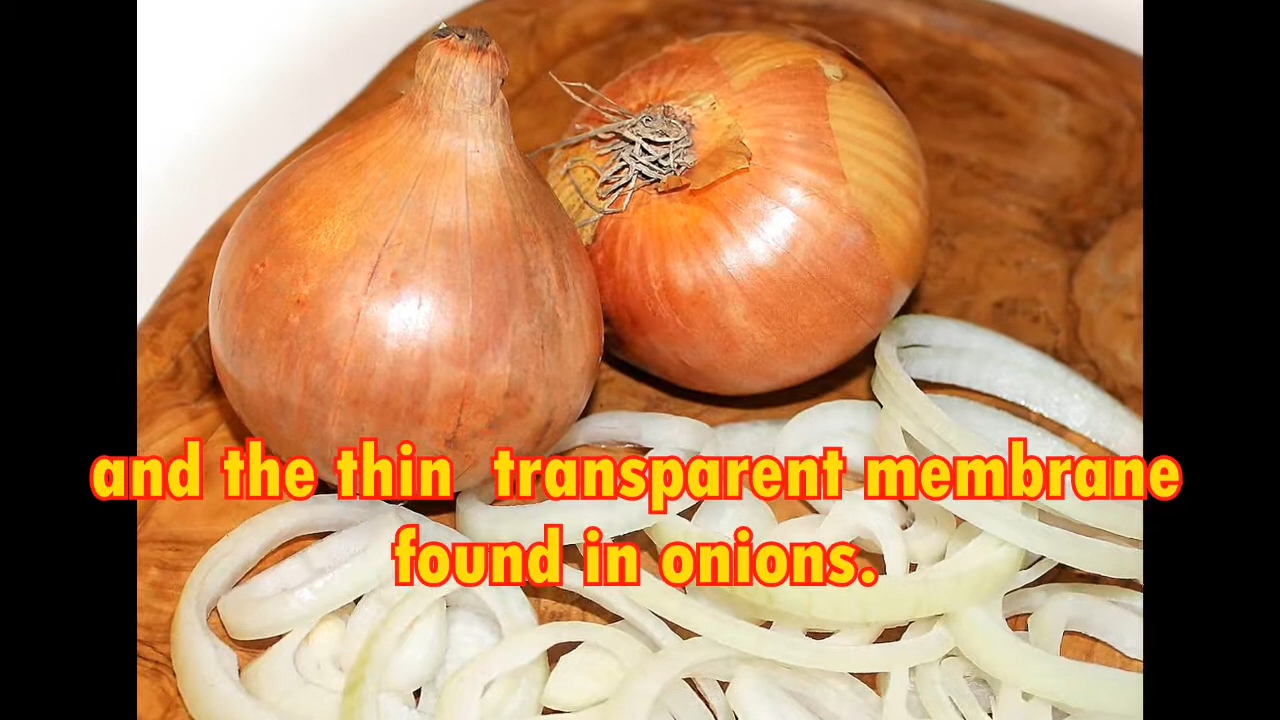 and the thin  transparent membrane
found in onions.